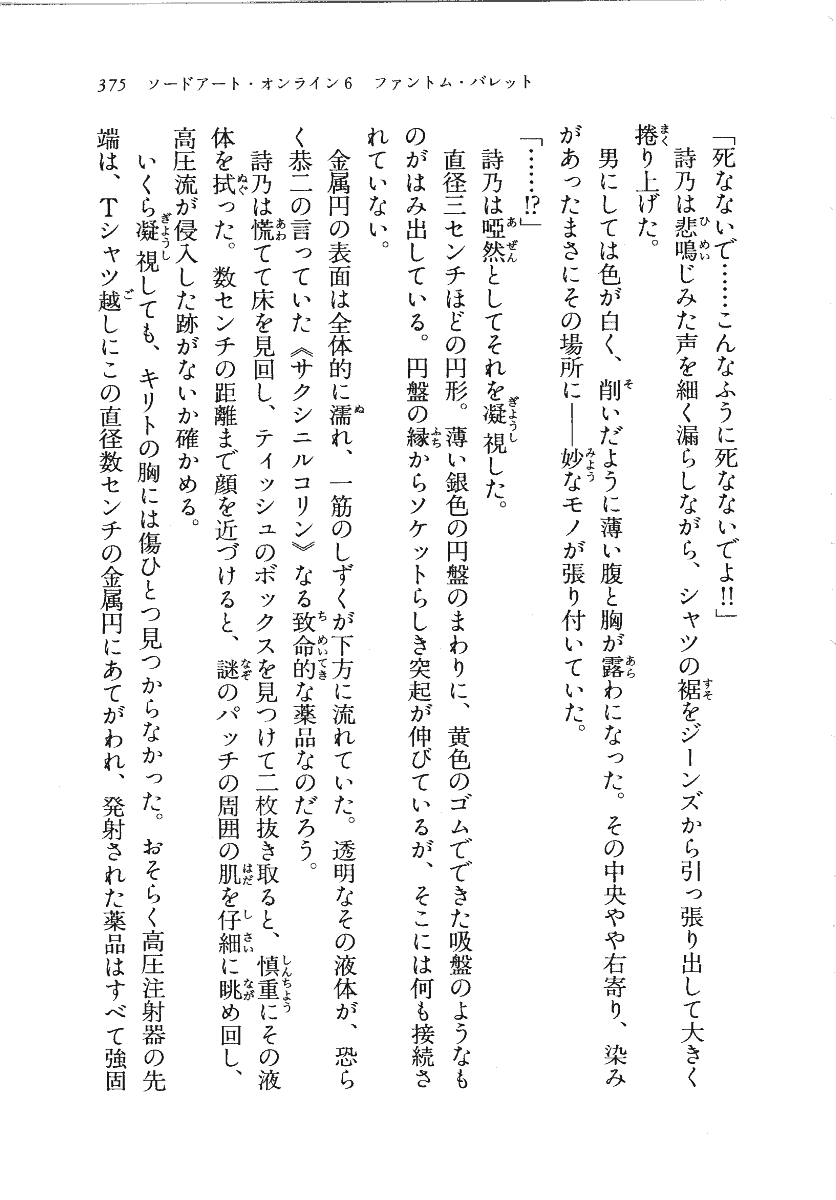 375 ソードアート・オンライン6 ファントム・バレット
「死なないで……こんなふうに死なないでよ!!」
詩乃は悲鳴じみた声を細く漏らしながら、シャツの裾をジーンズから引っ張り出して大きく
捲り上げた。
男にしては色が白く、削いだように薄い腹と胸が露わになった。その中央やや右寄り、染み
があったまさにその場所に――妙なモノが張り付いていた。
「……!?」
詩乃は啞然としてそれを凝視した。
直径三センチほどの円形。薄い銀色の円盤のまわりに、黄色のゴムでできた吸盤のようなも
のがはみ出している。円盤の縁からソケットらしき突起が伸びているが、そこには何も接続さ
れていない。
金属円の表面は全体的に濡れ、一筋のしずくが下方に流れていた。透明なその液体が、恐ら
く恭二の言っていた《サクシニルコリン》なる致命的な薬品なのだろう。
詩乃は慌てて床を見回し、ティッシュのボックスを見つけて二枚抜き取ると、慎重にその液
体を拭った。数センチの距離まで顔を近づけると、謎のパッチの周囲の肌を仔細に眺め回し、
高圧流が侵入した跡がないか確かめる。
いくら凝視しても、キリトの胸には傷ひとつ見つからなかった。おそらく高圧注射器の先
端は、Tシャツ越しにこの直径数センチの金属円にあてがわれ、発射された薬品はすべて強固